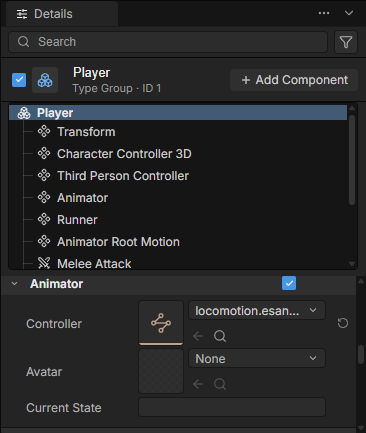 Details
Search
Player
Type Group · ID 1
+ Add Component
Player
Transform
Character Controller 3D
Third Person Controller
Animator
Runner
Animator Root Motion
Melee Attack
Animator
Controller
locomotion.esan...
Avatar
None
Current State